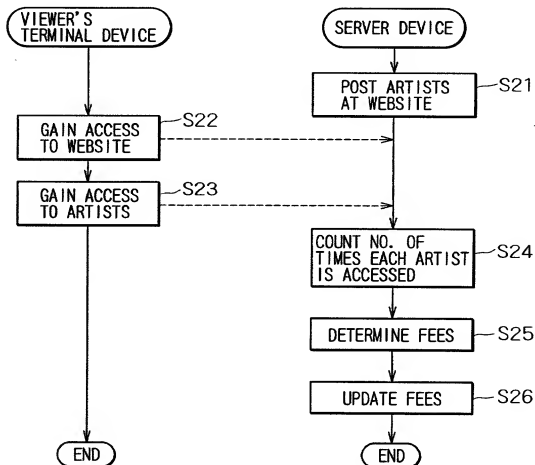 VIEWER'S
TERMINAL DEVICE
SERVER DEVICE
POST ARTISTS
AT WEBSITE
S21
GAIN ACCESS
TO WEBSITE
S22
GAIN ACCESS
TO ARTISTS
S23
COUNT NO. OF
TIMES EACH ARTIST
IS ACCESSED
S24
DETERMINE FEES
S25
UPDATE FEES
S26
END
END